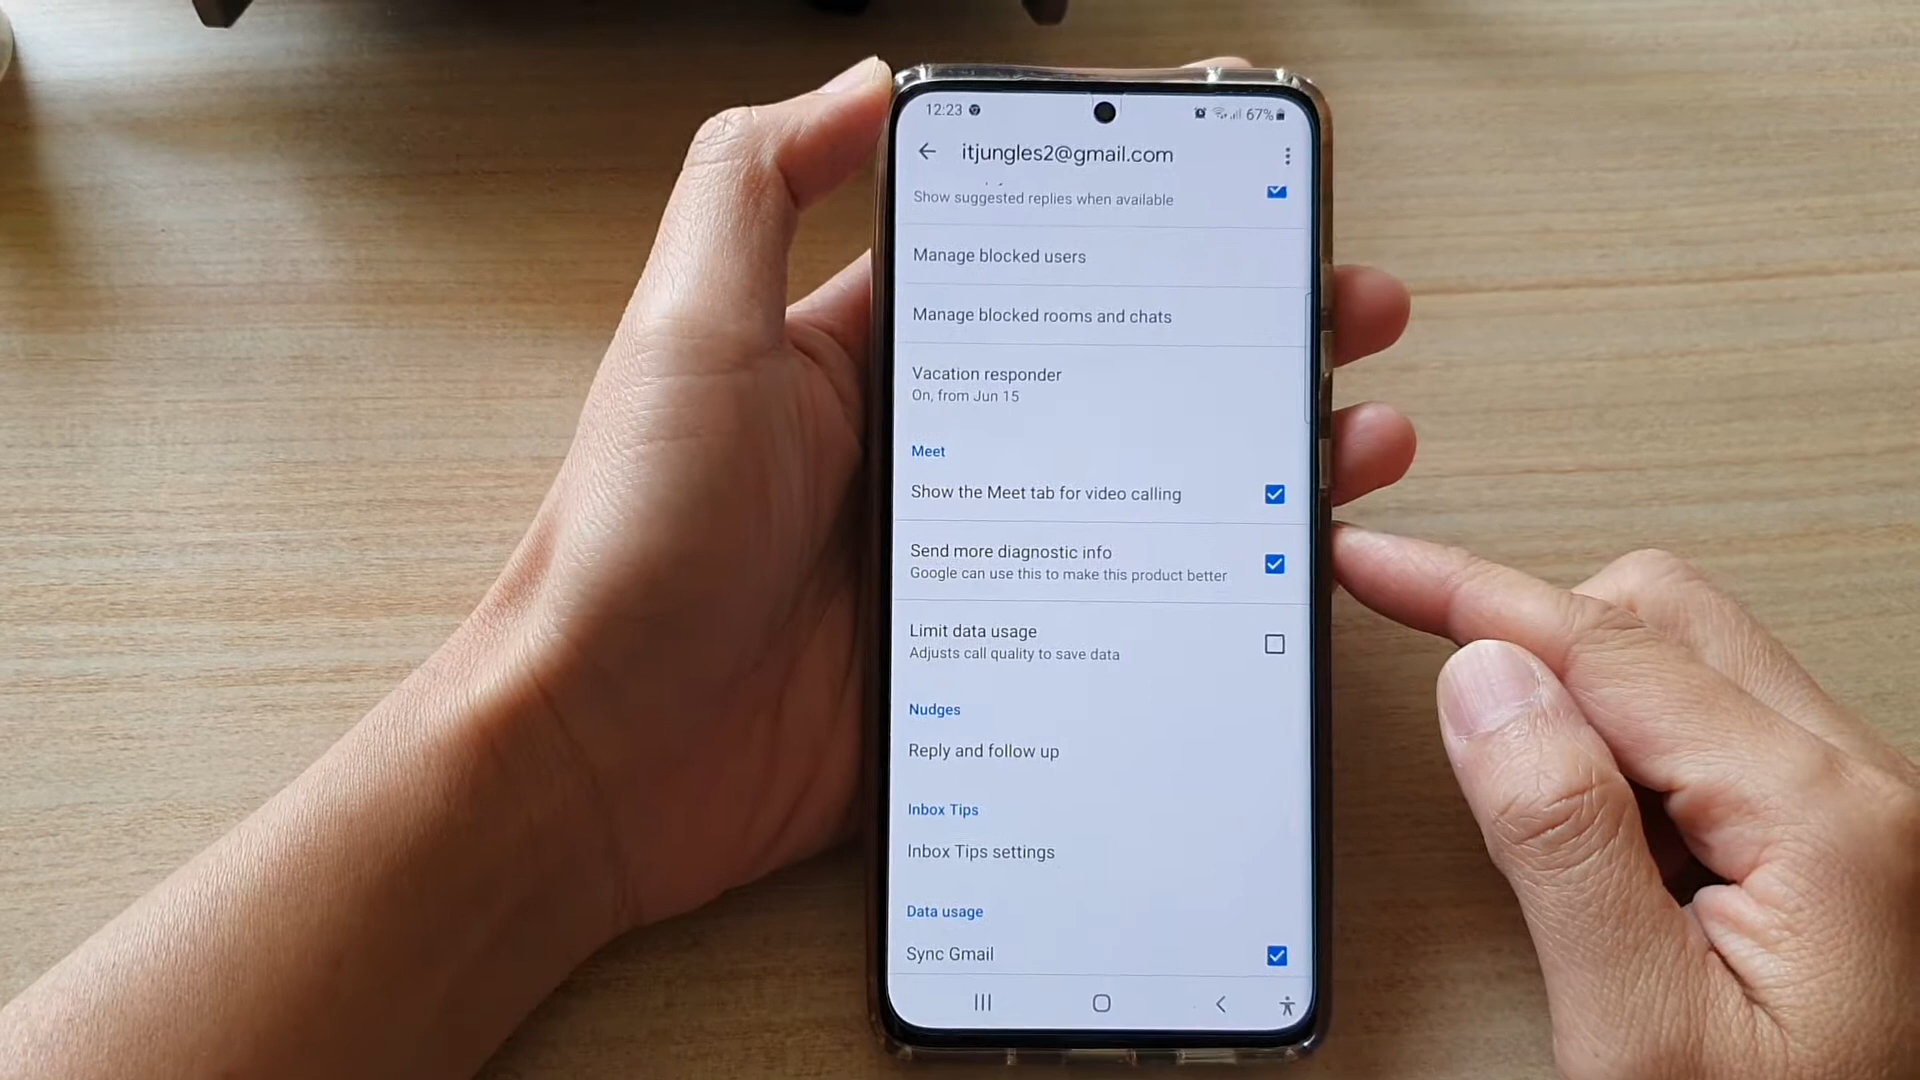 12:23
67%
itjungles2@gmail.com
Show suggested replies when available
Manage blocked users
Manage blocked rooms and chats
Vacation responder
On, from Jun 15
Meet
Show the Meet tab for video calling
Send more diagnostic info
Google can use this to make this product better
Limit data usage
Adjusts call quality to save data
Nudges
Reply and follow up
Inbox Tips
Inbox Tips settings
Data usage
Sync Gmail